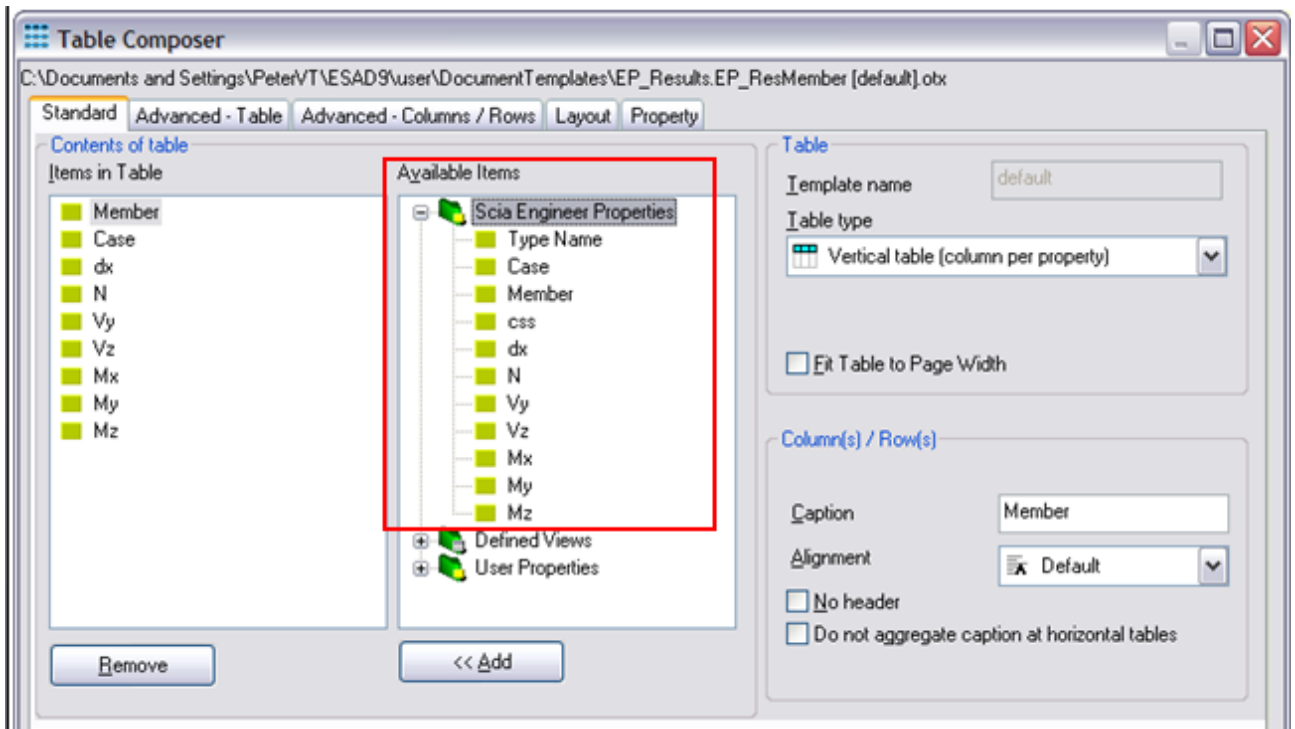 Table Composer
C:\Documents and Settings\PeterVT\ESAD9\user\DocumentTemplates\EP_Results.EP_ResMember [default].otx
Standard
Advanced - Table
Advanced - Columns / Rows
Layout
Property
Contents of table
Items in Table
Member
Case
dx
N
Vy
Vz
Mx
My
Mz
Remove
Available Items
Scia Engineer Properties
Type Name
Case
Member
css
dx
N
Vy
Vz
Mx
My
Mz
Defined Views
User Properties
<< Add
Table
Template name
default
Table type
Vertical table (column per property)
Fit Table to Page Width
Column(s) / Row(s)
Caption
Member
Alignment
Default
No header
Do not aggregate caption at horizontal tables